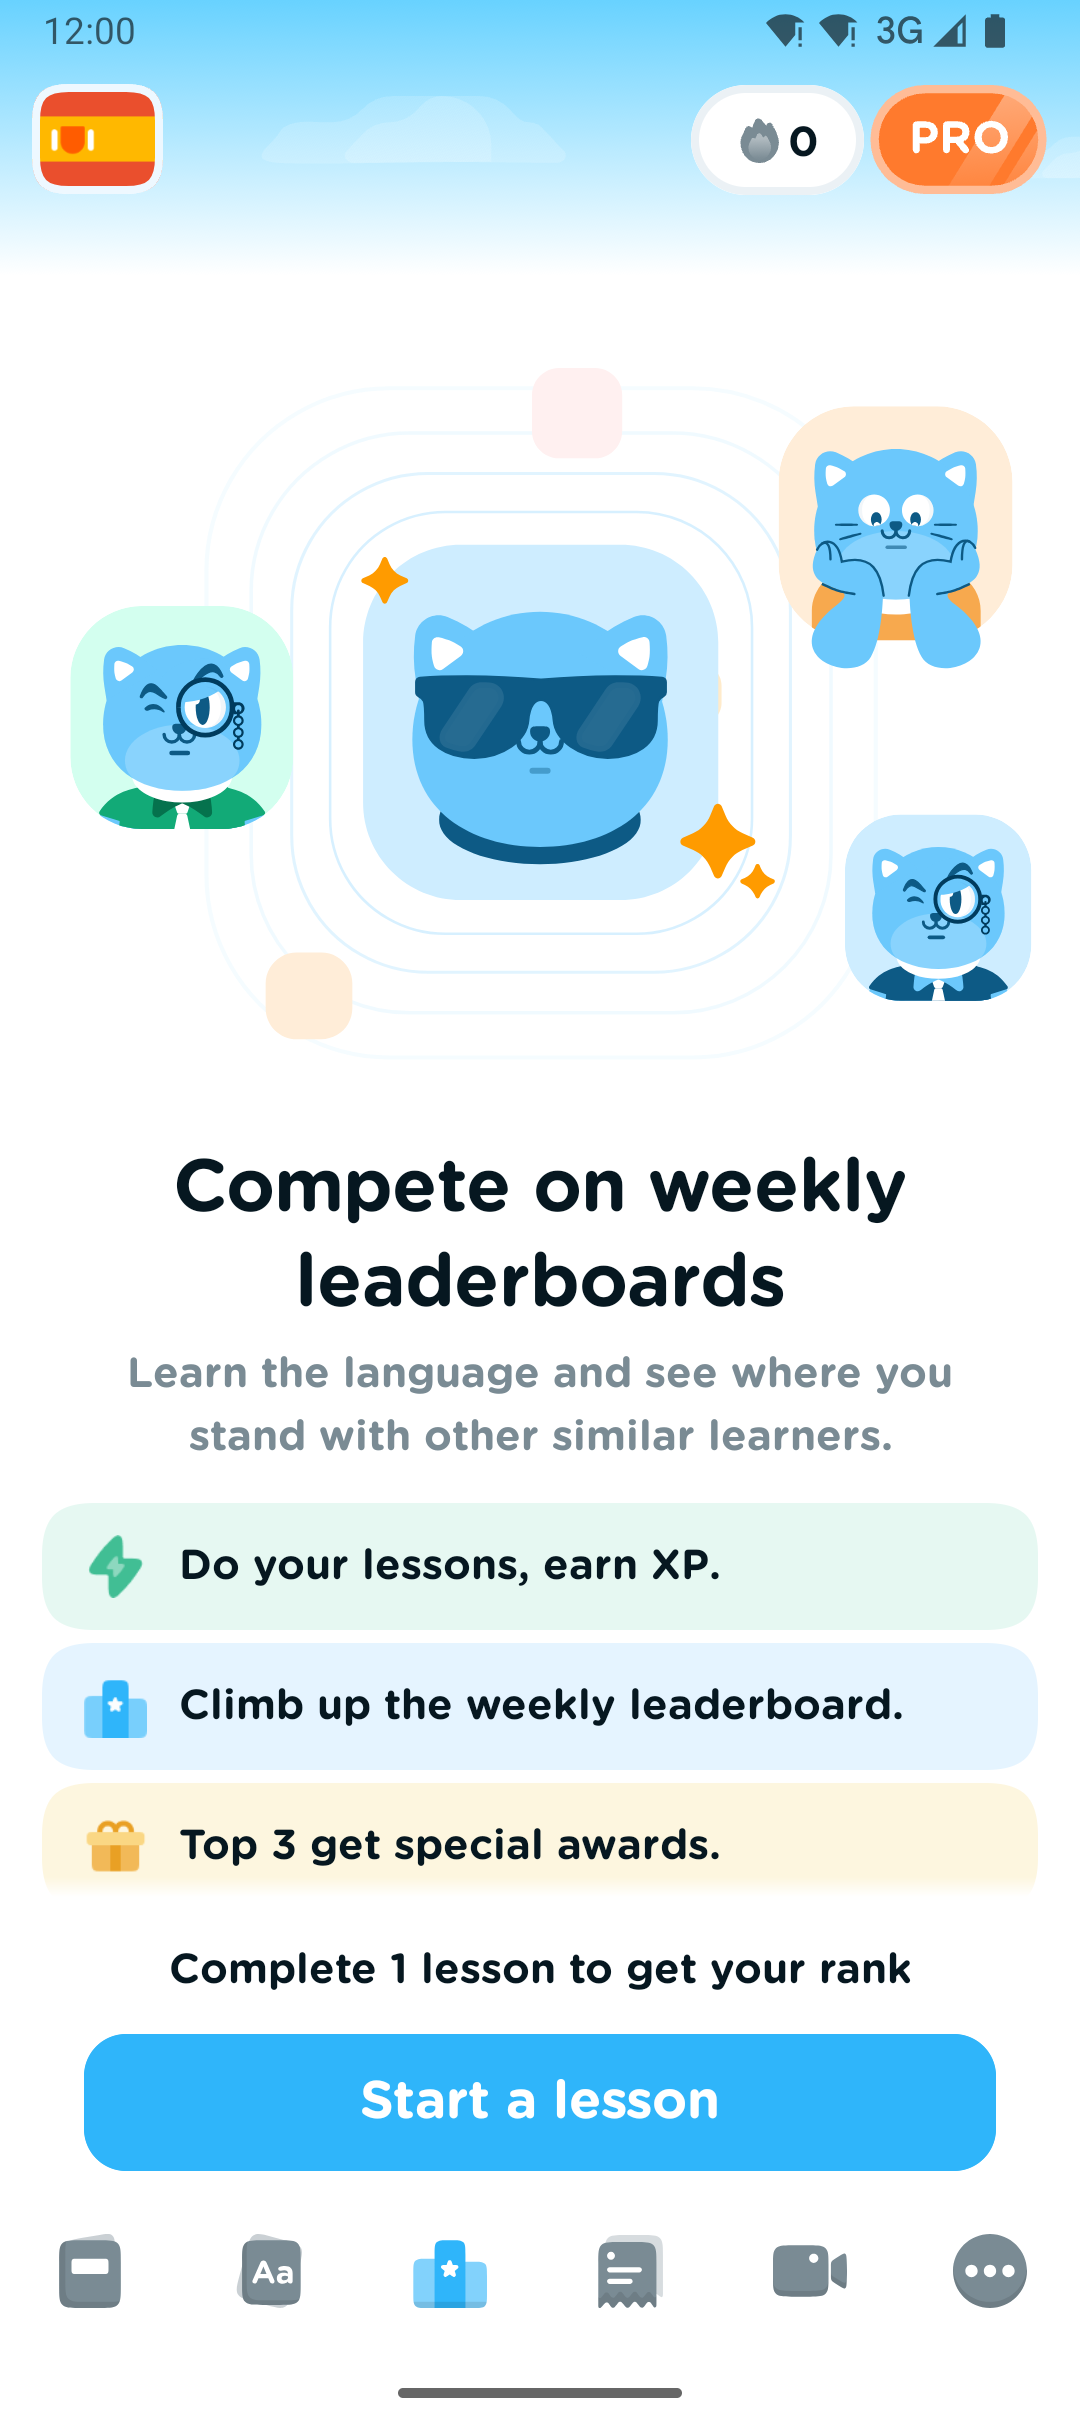 12:00
3G
0
PRO
Compete on weekly
leaderboards
Learn the language and see where you
stand with other similar learners.
Do your lessons, earn XP.
Climb up the weekly leaderboard.
Top 3 get special awards.
Complete 1 lesson to get your rank
Start a lesson
Aa